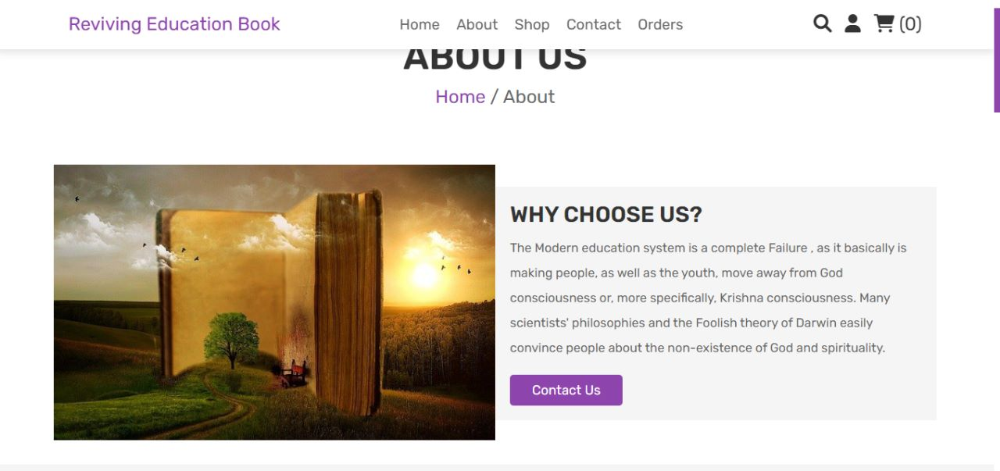 Reviving Education Book
Home About Shop Contact Orders
(0)
ABOUT US
Home / About
WHY CHOOSE US?
The Modern education system is a complete Failure , as it basically is
making people, as well as the youth, move away from God
consciousness or, more specifically, Krishna consciousness. Many
scientists' philosophies and the Foolish theory of Darwin easily
convince people about the non-existence of God and spirituality.
Contact Us